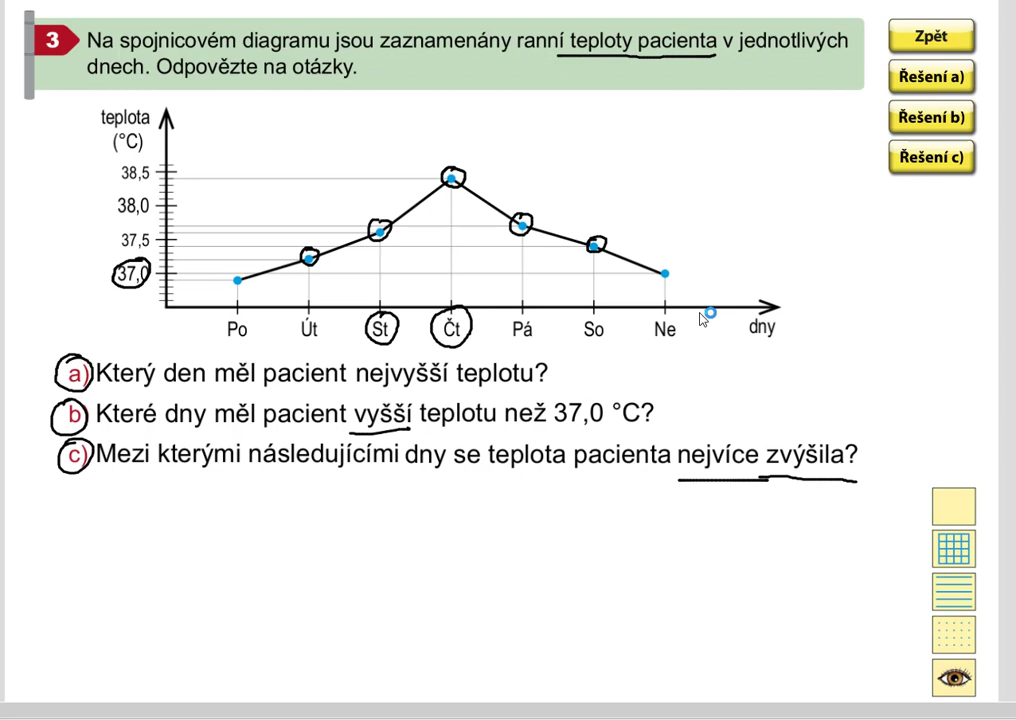 3 Na spojnicovém diagramu jsou zaznamenány ranní teploty pacienta v jednotlivých
dnech. Odpovězte na otázky.
Zpět
Řešení a)
Řešení b)
Řešení c)
teplota
(°C)
38,5
38,0
37,5
37,0
Po Út St Čt Pá So Ne dny
a) Který den měl pacient nejvyšší teplotu?
b) Které dny měl pacient vyšší teplotu než 37,0 °C?
c) Mezi kterými následujícími dny se teplota pacienta nejvíce zvýšila?